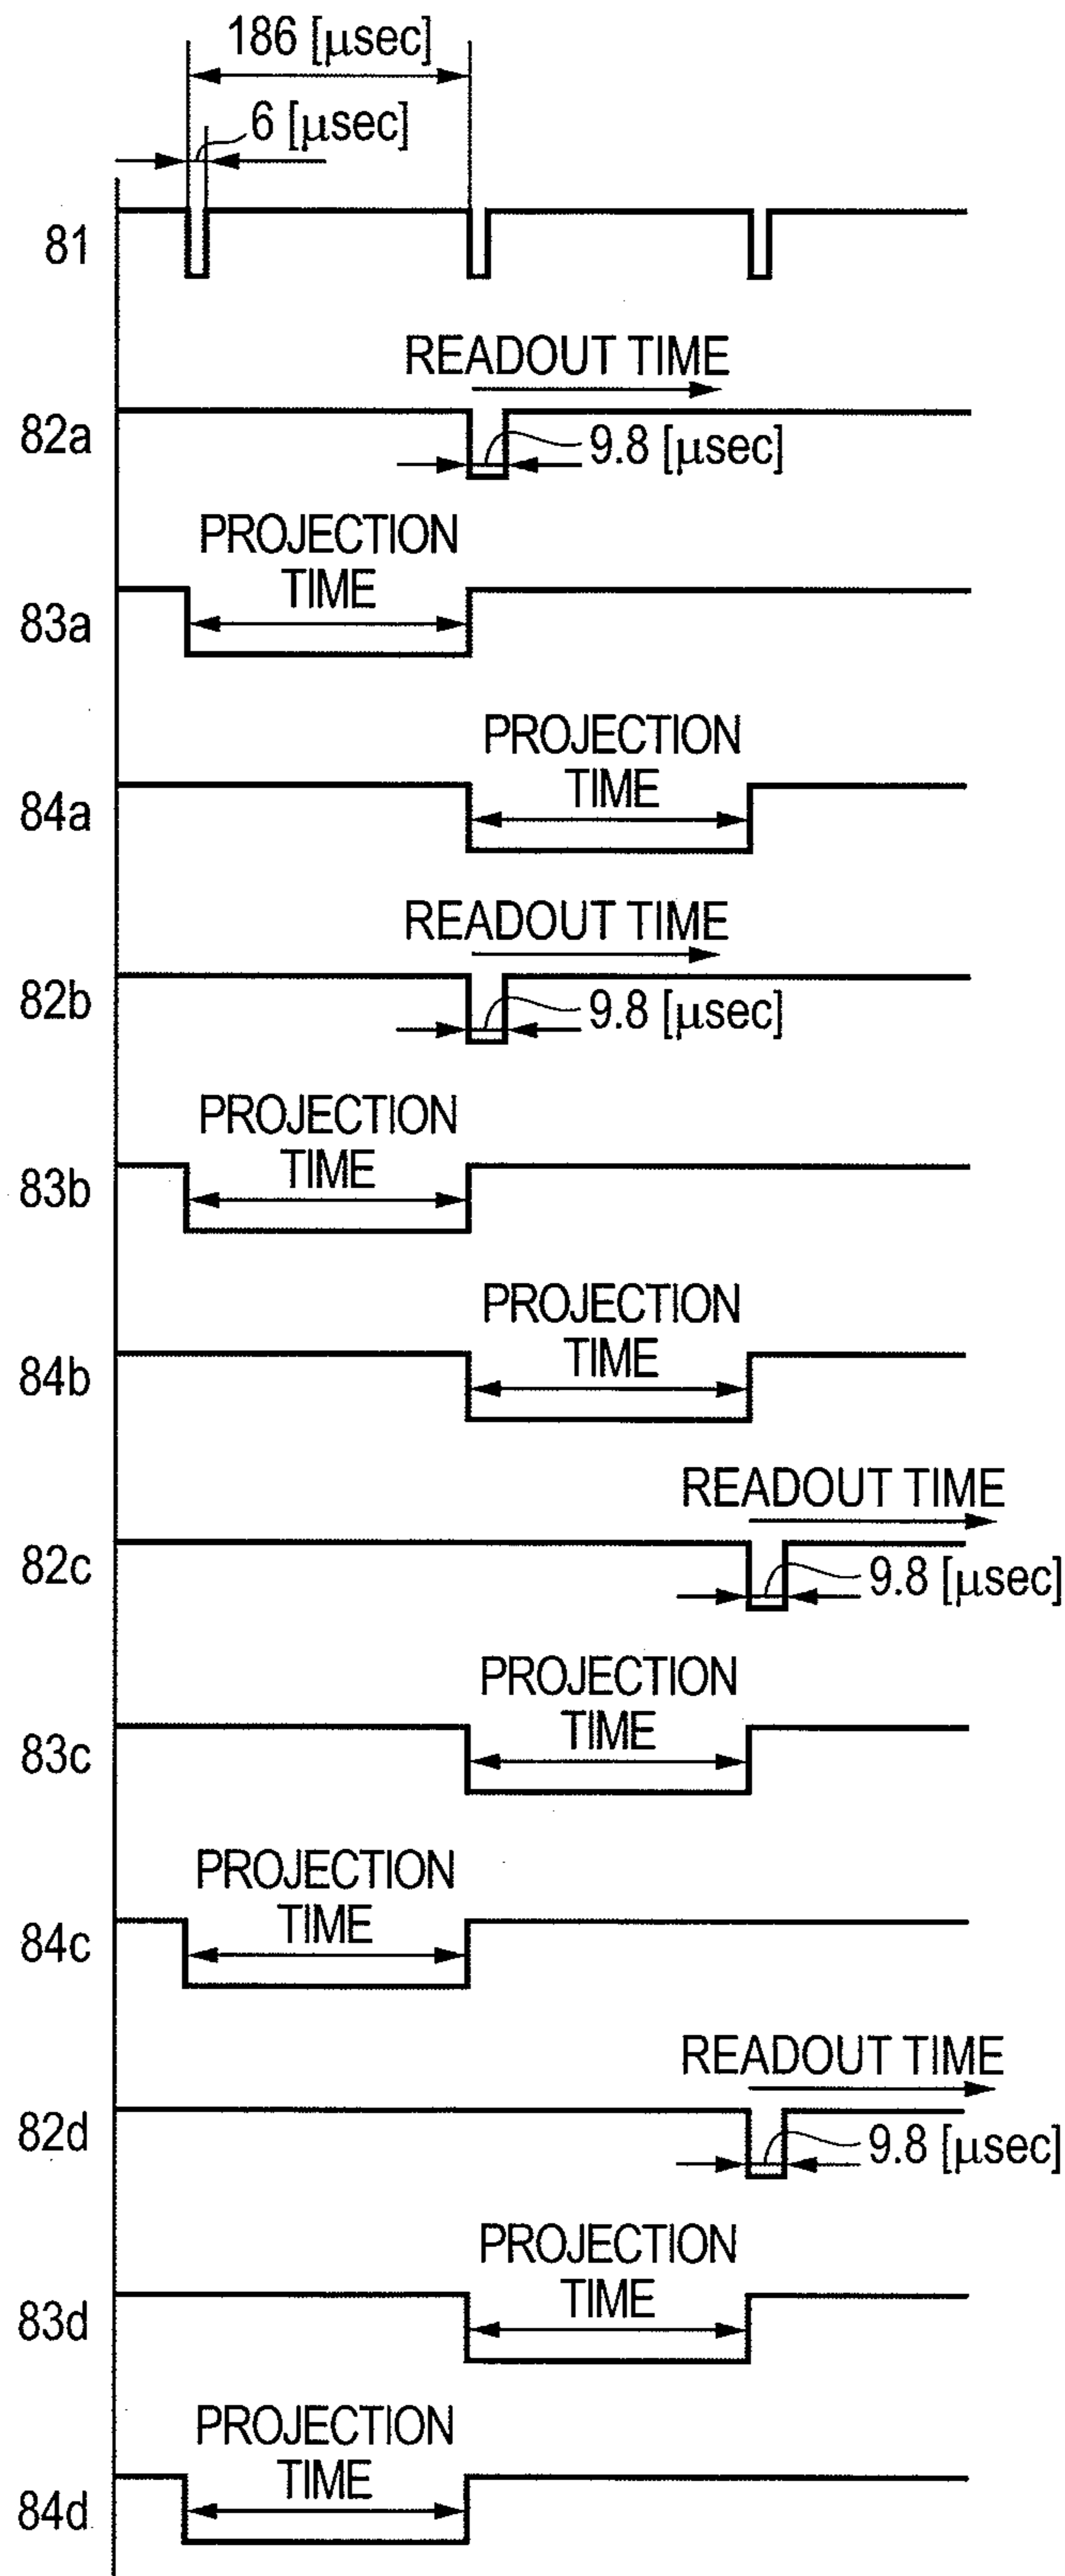 186 [μsec]
6 [μsec]
81
READOUT TIME
82a
9.8 [μsec]
PROJECTION
TIME
83a
PROJECTION
TIME
84a
READOUT TIME
82b
9.8 [μsec]
PROJECTION
TIME
83b
PROJECTION
TIME
84b
READOUT TIME
82c
9.8 [μsec]
PROJECTION
TIME
83c
PROJECTION
TIME
84c
READOUT TIME
82d
9.8 [μsec]
PROJECTION
TIME
83d
PROJECTION
TIME
84d